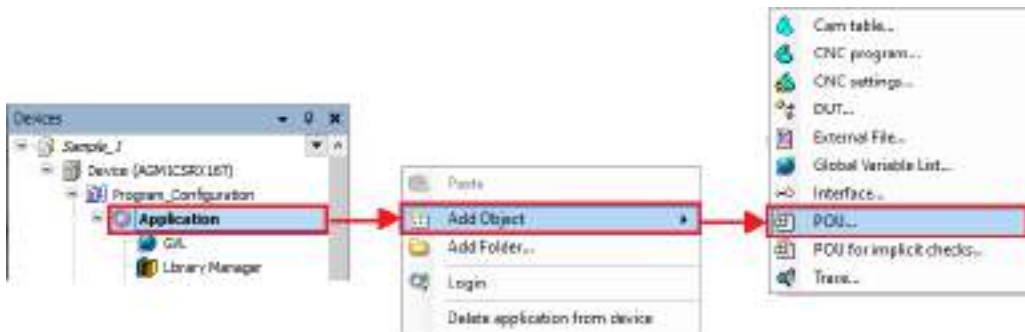 Devices
Sample_1
Device (AGM1CSRX16T)
Program_Configuration
Application
GVL
Library Manager
Paste
Add Object
Add Folder...
Login
Delete application from device
Cam table...
CNC program...
CNC settings...
DUT...
External File...
Global Variable List...
Interface...
POU...
POU for implicit checks...
Trace...